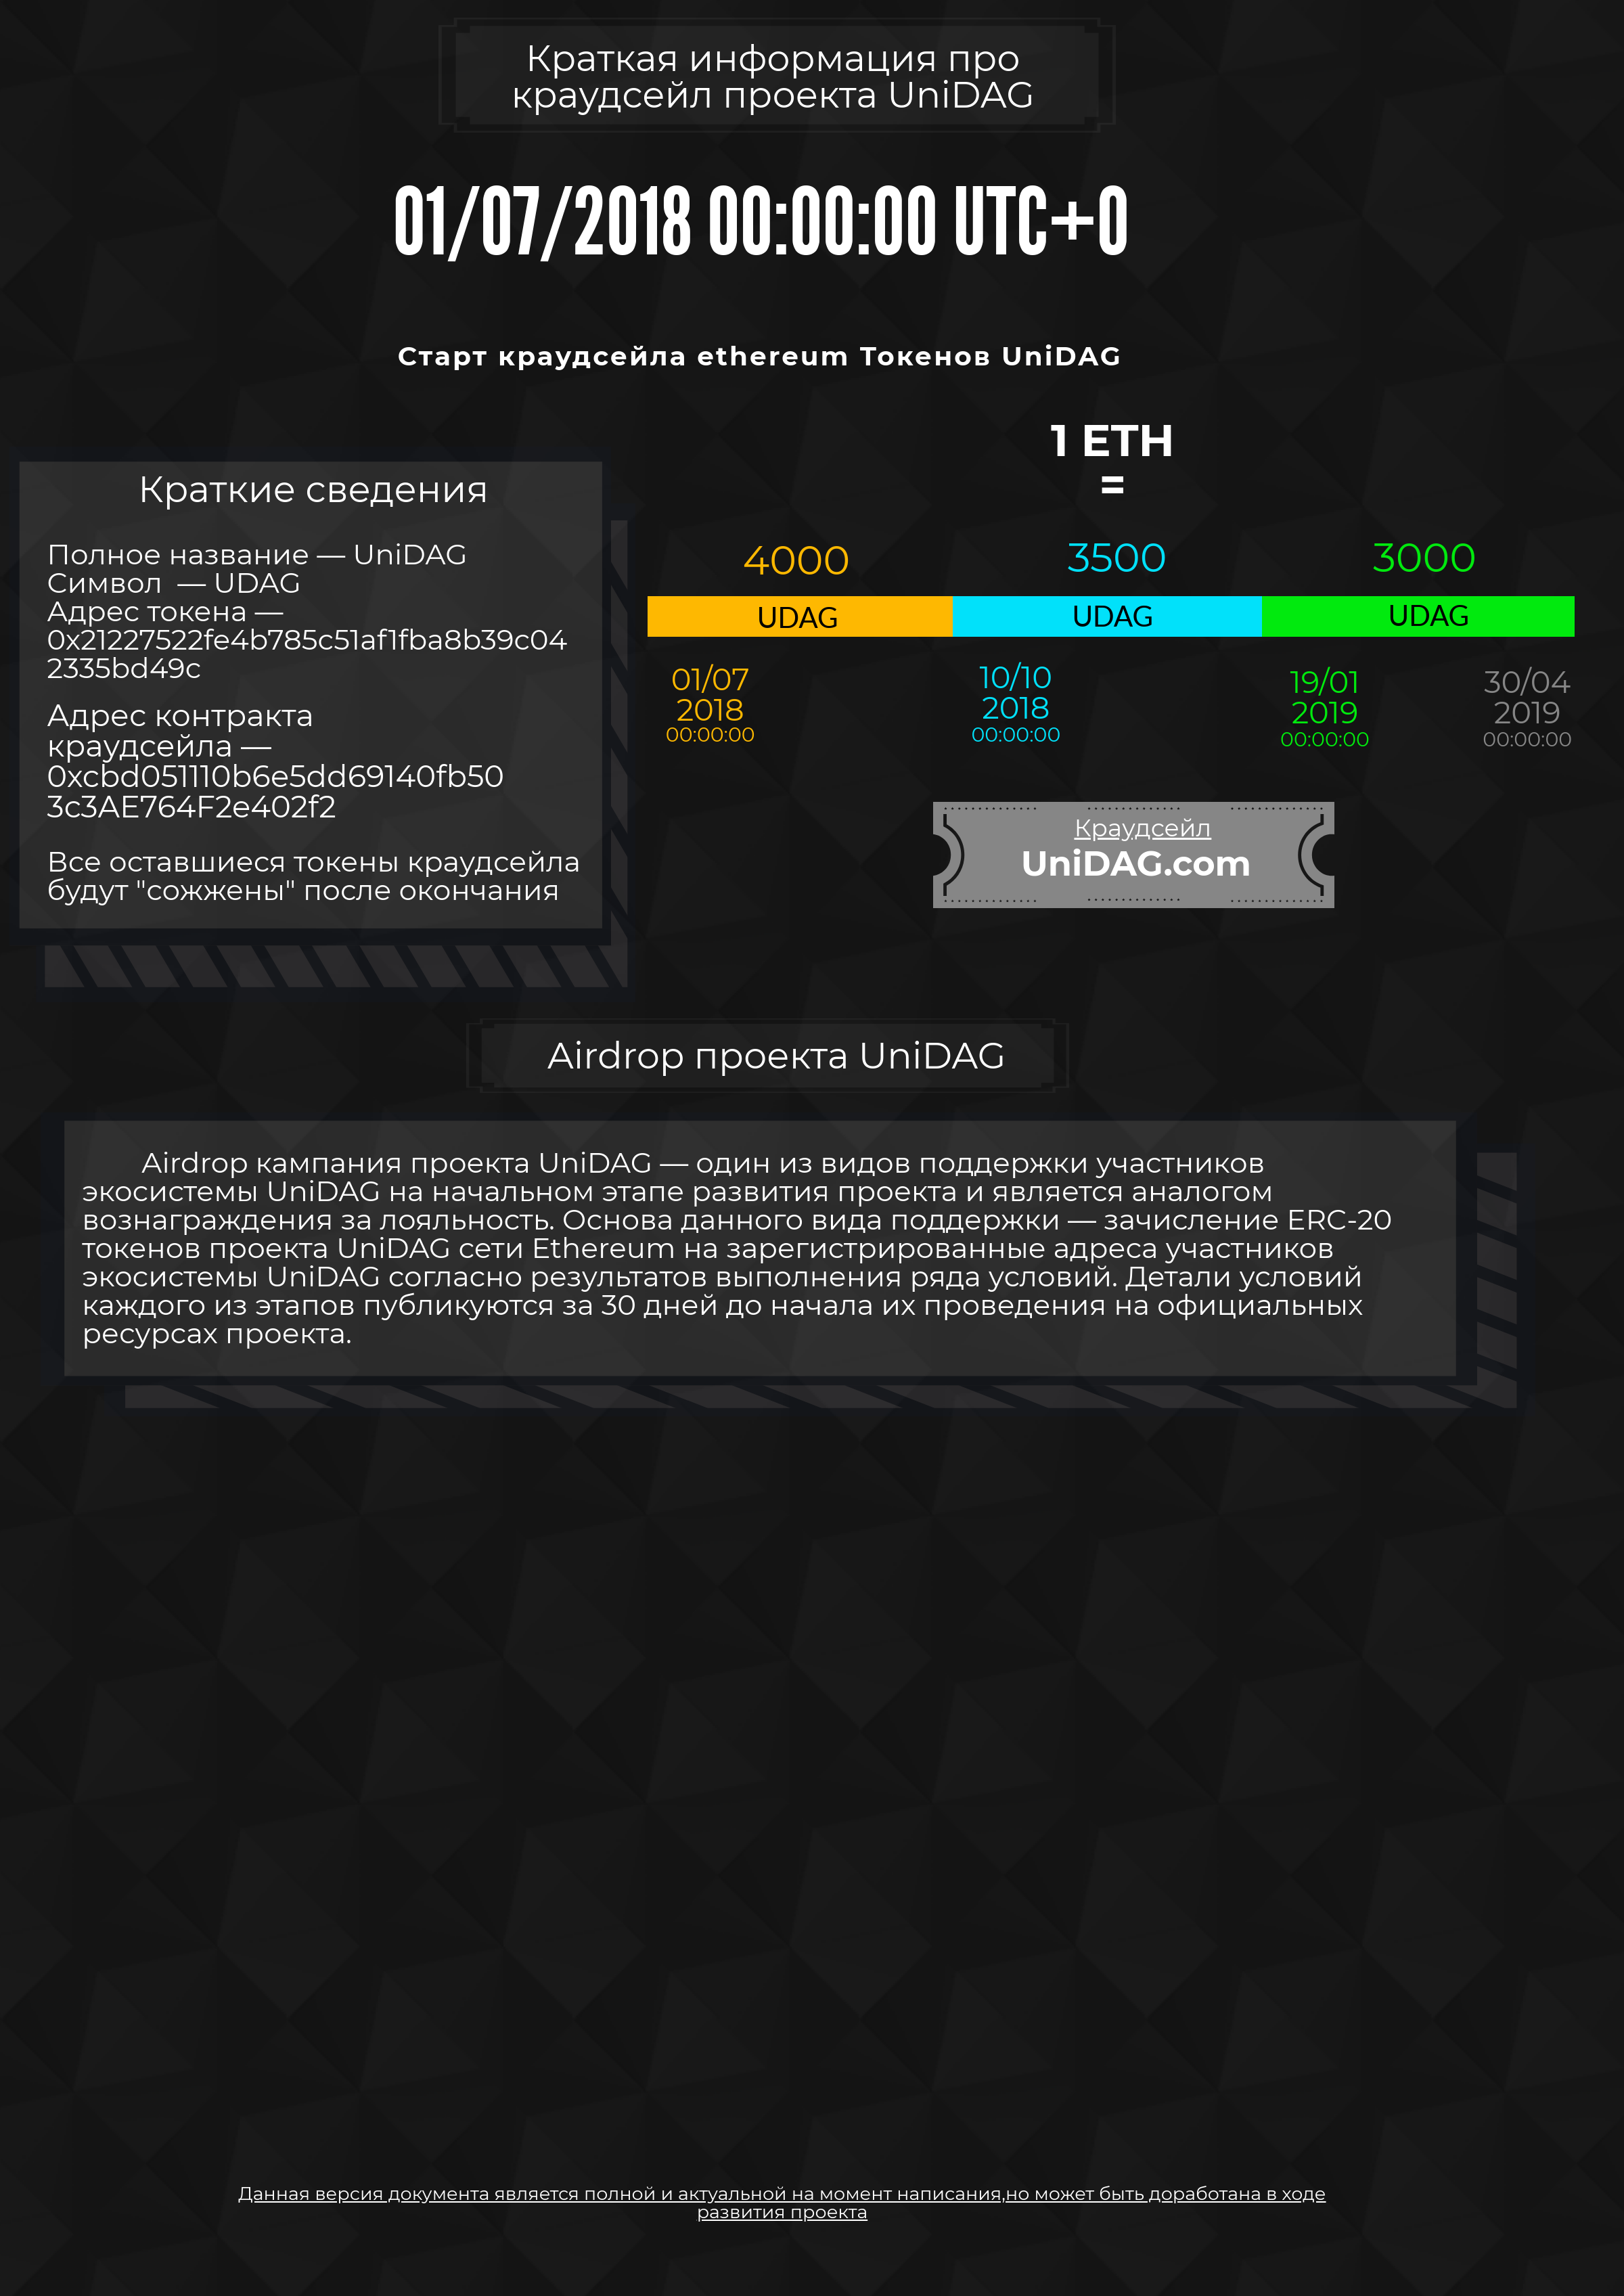 Краткая информация про
краудсейл проекта UniDAG
01/07/2018 00:00:00 UTC+0
Старт краудсейла ethereum Токенов UniDAG
Краткие сведения
Полное название — UniDAG
Символ — UDAG
Адрес токена —
0x21227522fe4b785c51af1fba8b39c04
2335bd49c
Адрес контракта
краудсейла —
0xcbd051110b6e5dd69140fb50
3c3AE764F2e402f2
Все оставшиеся токены краудсейла
будут "сожжены" после окончания
1 ETH
=
4000
3500
3000
UDAG
UDAG
UDAG
01/07
2018
00:00:00
10/10
2018
00:00:00
19/01
2019
00:00:00
30/04
2019
00:00:00
Краудсейл
UniDAG.com
Airdrop проекта UniDAG
Airdrop кампания проекта UniDAG — один из видов поддержки участников
экосистемы UniDAG на начальном этапе развития проекта и является аналогом
вознаграждения за лояльность. Основа данного вида поддержки — зачисление ERC-20
токенов проекта UniDAG сети Ethereum на зарегистрированные адреса участников
экосистемы UniDAG согласно результатов выполнения ряда условий. Детали условий
каждого из этапов публикуются за 30 дней до начала их проведения на официальных
ресурсах проекта.
Данная версия документа является полной и актуальной на момент написания,но может быть доработана в ходе
развития проекта